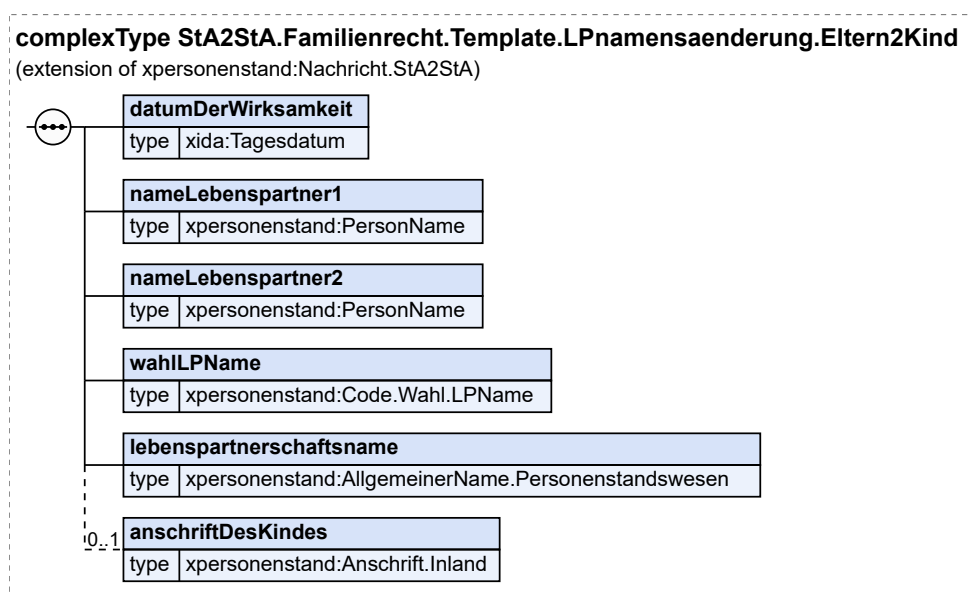 complexType StA2StA.Familienrecht.Template.LPnamensaenderung.Eltern2Kind
(extension of xpersonenstand:Nachricht.StA2StA)
datumDerWirksamkeit
type xida:Tagesdatum
nameLebenspartner1
type xpersonenstand:PersonName
nameLebenspartner2
type xpersonenstand:PersonName
wahlLPName
type xpersonenstand:Code.Wahl.LPName
lebenspartnerschaftsname
type xpersonenstand:AllgemeinerName.Personenstandswesen
0..1 anschriftDesKindes
type xpersonenstand:Anschrift.Inland